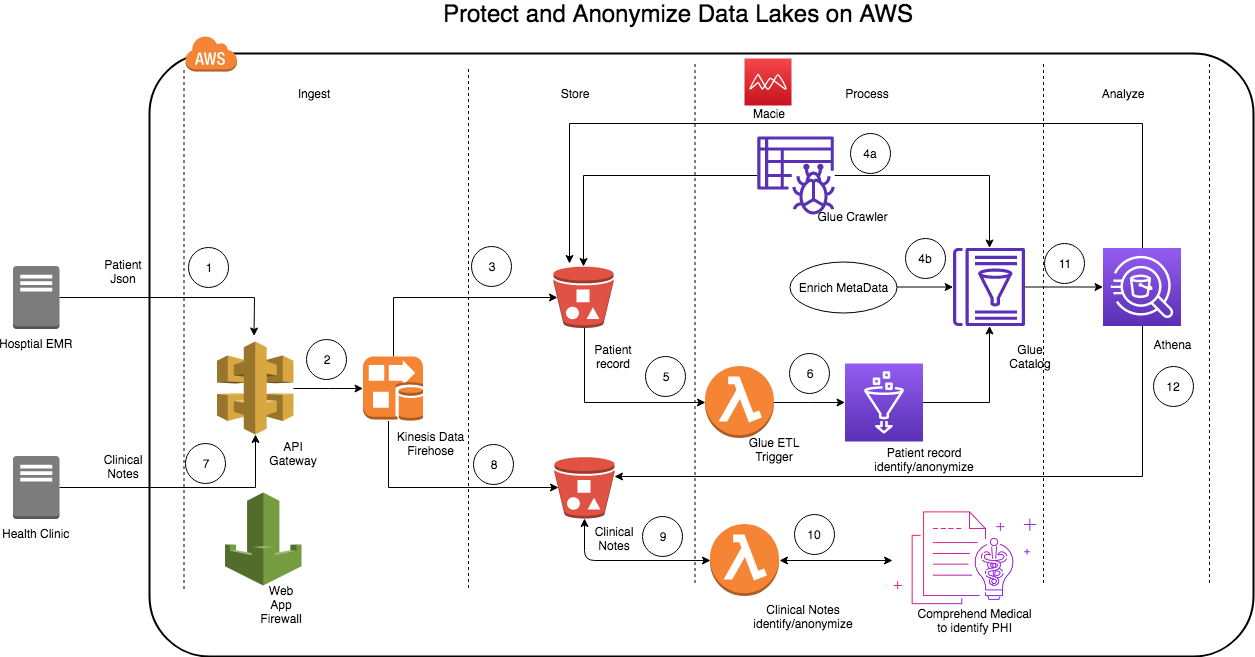 Protect and Anonymize Data Lakes on AWS
AWS
Ingest
Store
Process
Analyze
Macie
4a
Glue Crawler
Patient
Json
1
3
4b
11
Enrich MetaData
Hosptial EMR
2
Patient
record
5
6
Glue
Catalog
Athena
12
API
Gateway
Kinesis Data
Firehose
Glue ETL
Trigger
Patient record
identify/anonymize
Clinical
Notes
7
8
Health Clinic
Clinical
Notes
9
10
Web
App
Firewall
Clinical Notes
identify/anonymize
Comprehend Medical
to identify PHI